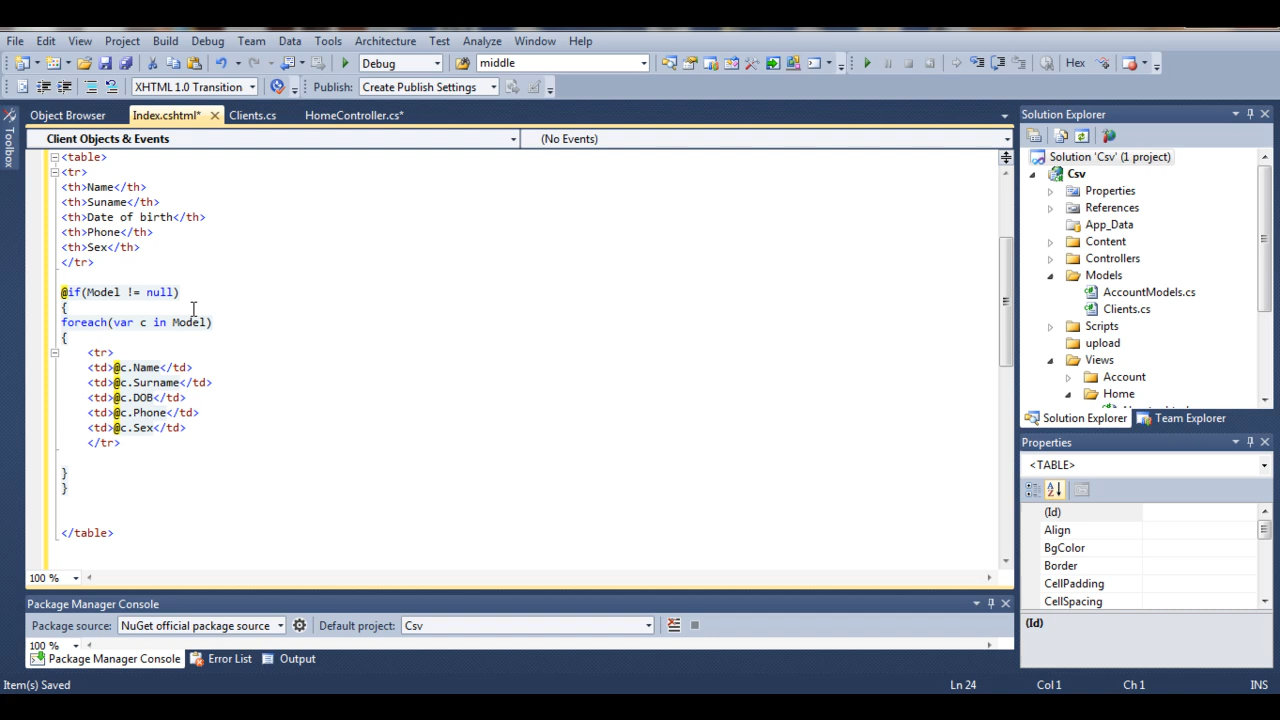 File Edit View Project Build Debug Team Data Tools Architecture Test Analyze Window Help
Debug middle Hex
XHTML 1.0 Transition Publish: Create Publish Settings
Object Browser Index.cshtml* Clients.cs HomeController.cs*
Client Objects & Events (No Events)
Toolbox
<table>
<tr>
<th>Name</th>
<th>Suname</th>
<th>Date of birth</th>
<th>Phone</th>
<th>Sex</th>
</tr>
@if(Model != null)
{
foreach(var c in Model)
{
<tr>
<td>@c.Name</td>
<td>@c.Surname</td>
<td>@c.DOB</td>
<td>@c.Phone</td>
<td>@c.Sex</td>
</tr>
}
}
</table>
100 %
Package Manager Console
Package source: NuGet official package source Default project: Csv
100 %
Package Manager Console Error List Output
Item(s) Saved Ln 24 Col 1 Ch 1 INS
Solution Explorer
Solution 'Csv' (1 project)
Csv
Properties
References
App_Data
Content
Controllers
Models
AccountModels.cs
Clients.cs
Scripts
upload
Views
Account
Home
Solution Explorer Team Explorer
Properties
<TABLE>
(Id)
Align
BgColor
Border
CellPadding
CellSpacing
(Id)